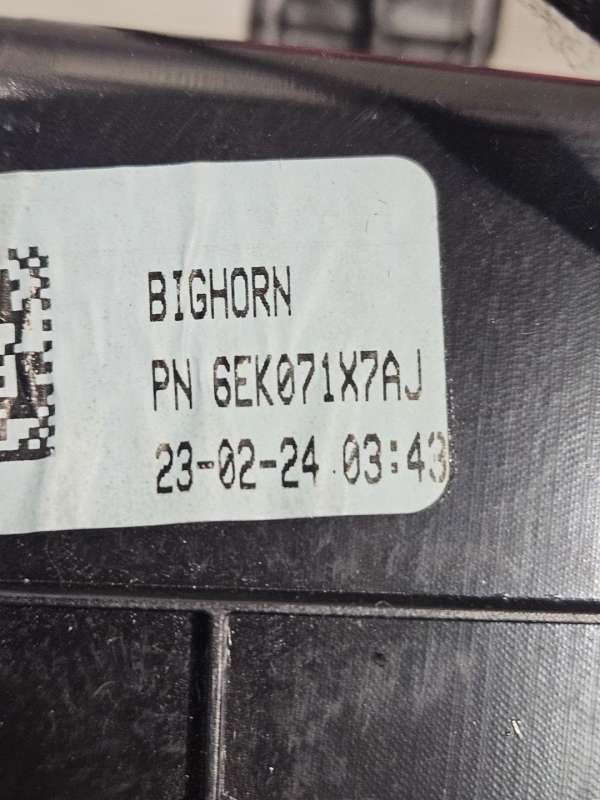 BIGHORN
PN 6EK071X7AJ
23-02-24 03:43